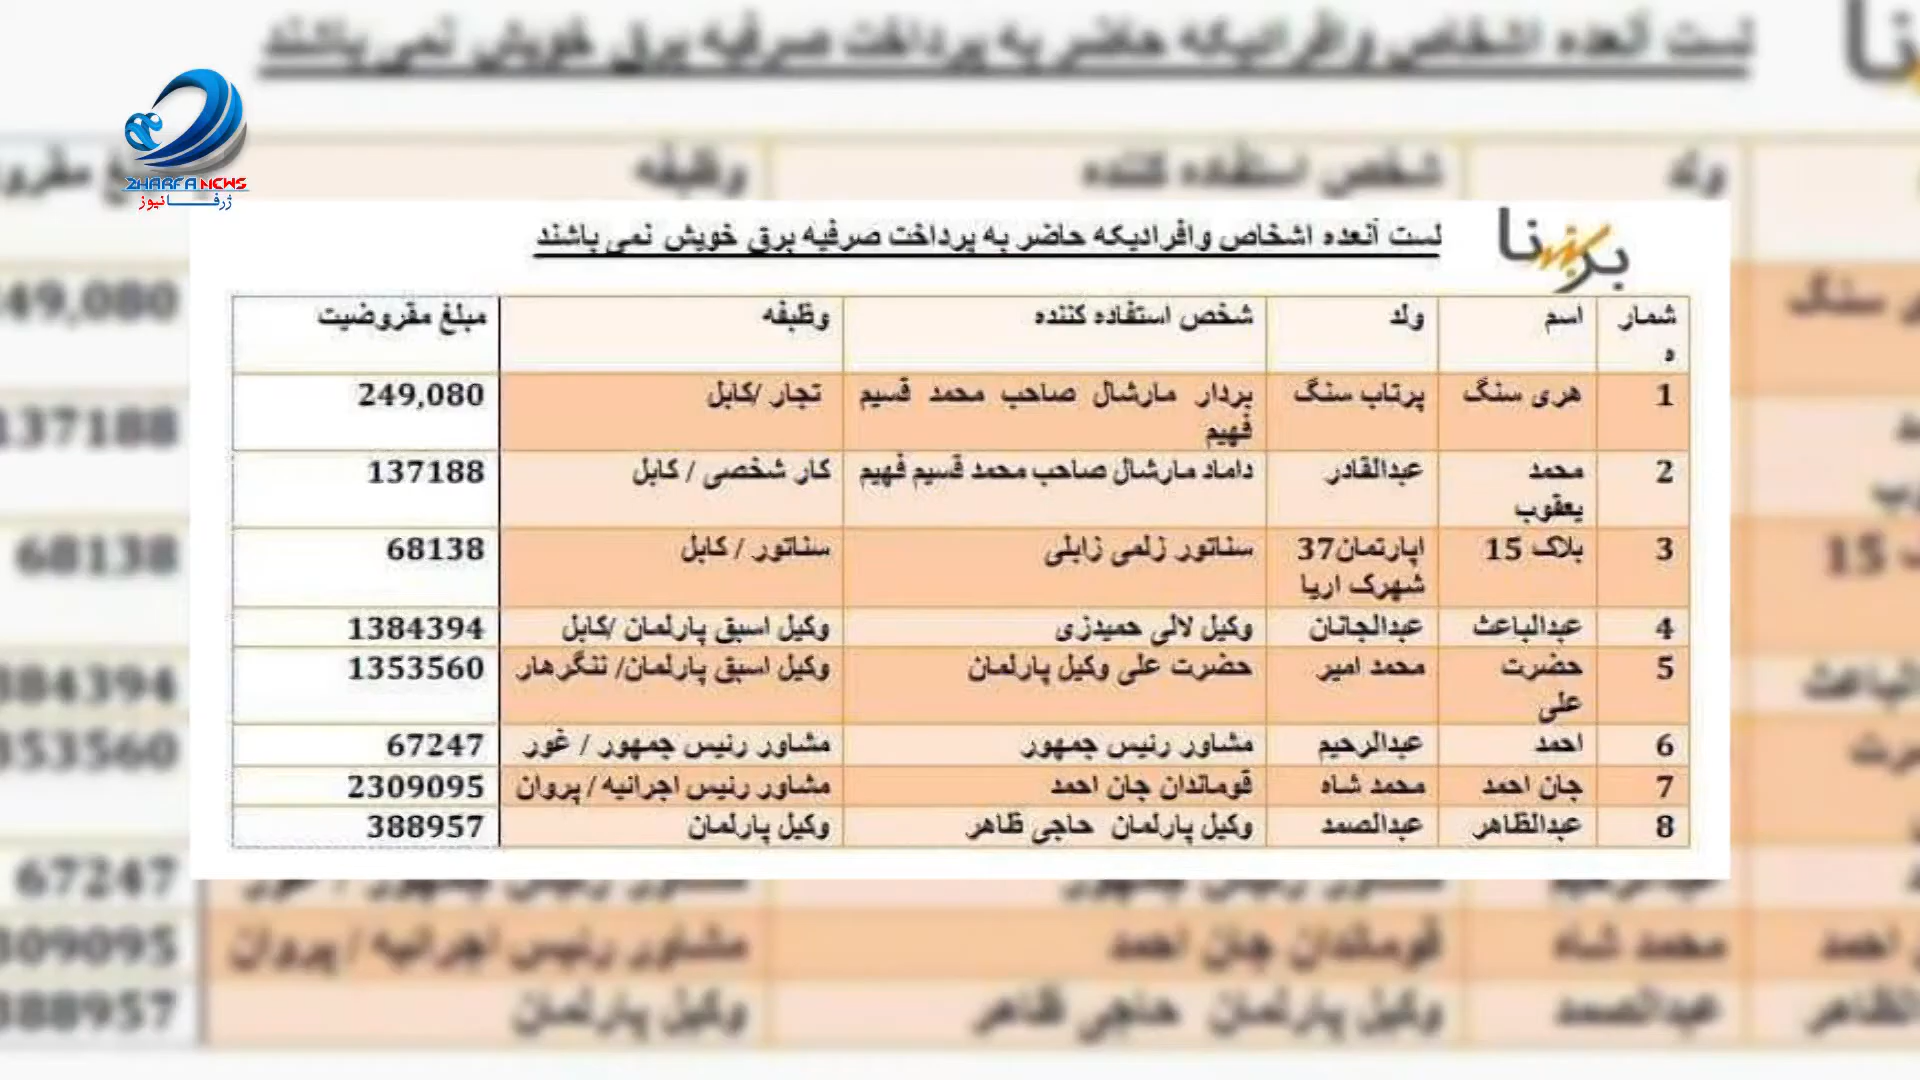 ZHARFA NEWS
ژرفا نیوز
برښنا
لست آنعده اشخاص وافرادیکه حاضر به پرداخت صرفیه برق خویش نمی باشند
شماره اسم ولد شخص استفاده کننده وظیفه مبلغ مقروضیت
1 هری سنگ پرتاب سنگ بردار مارشال صاحب محمد قسیم فهیم تجار /کابل 249,080
2 محمد یعقوب عبدالقادر داماد مارشال صاحب محمد قسیم فهیم کار شخصی / کابل 137188
3 بلاک 15 اپارتمان37 شهرک اریا سناتور زلمی زابلی سناتور / کابل 68138
4 عبدالباعث عبدالجانان وکیل لالی حمیدزی وکیل اسبق پارلمان /کابل 1384394
5 حضرت علی محمد امیر حضرت علی وکیل پارلمان وکیل اسبق پارلمان/ ننگرهار 1353560
6 احمد عبدالرحیم مشاور رئیس جمهور مشاور رئیس جمهور / غور 67247
7 جان احمد محمد شاه قوماندان جان احمد مشاور رئیس اجرائیه / پروان 2309095
8 عبدالظاهر عبدالصمد وکیل پارلمان حاجی ظاهر وکیل پارلمان 388957